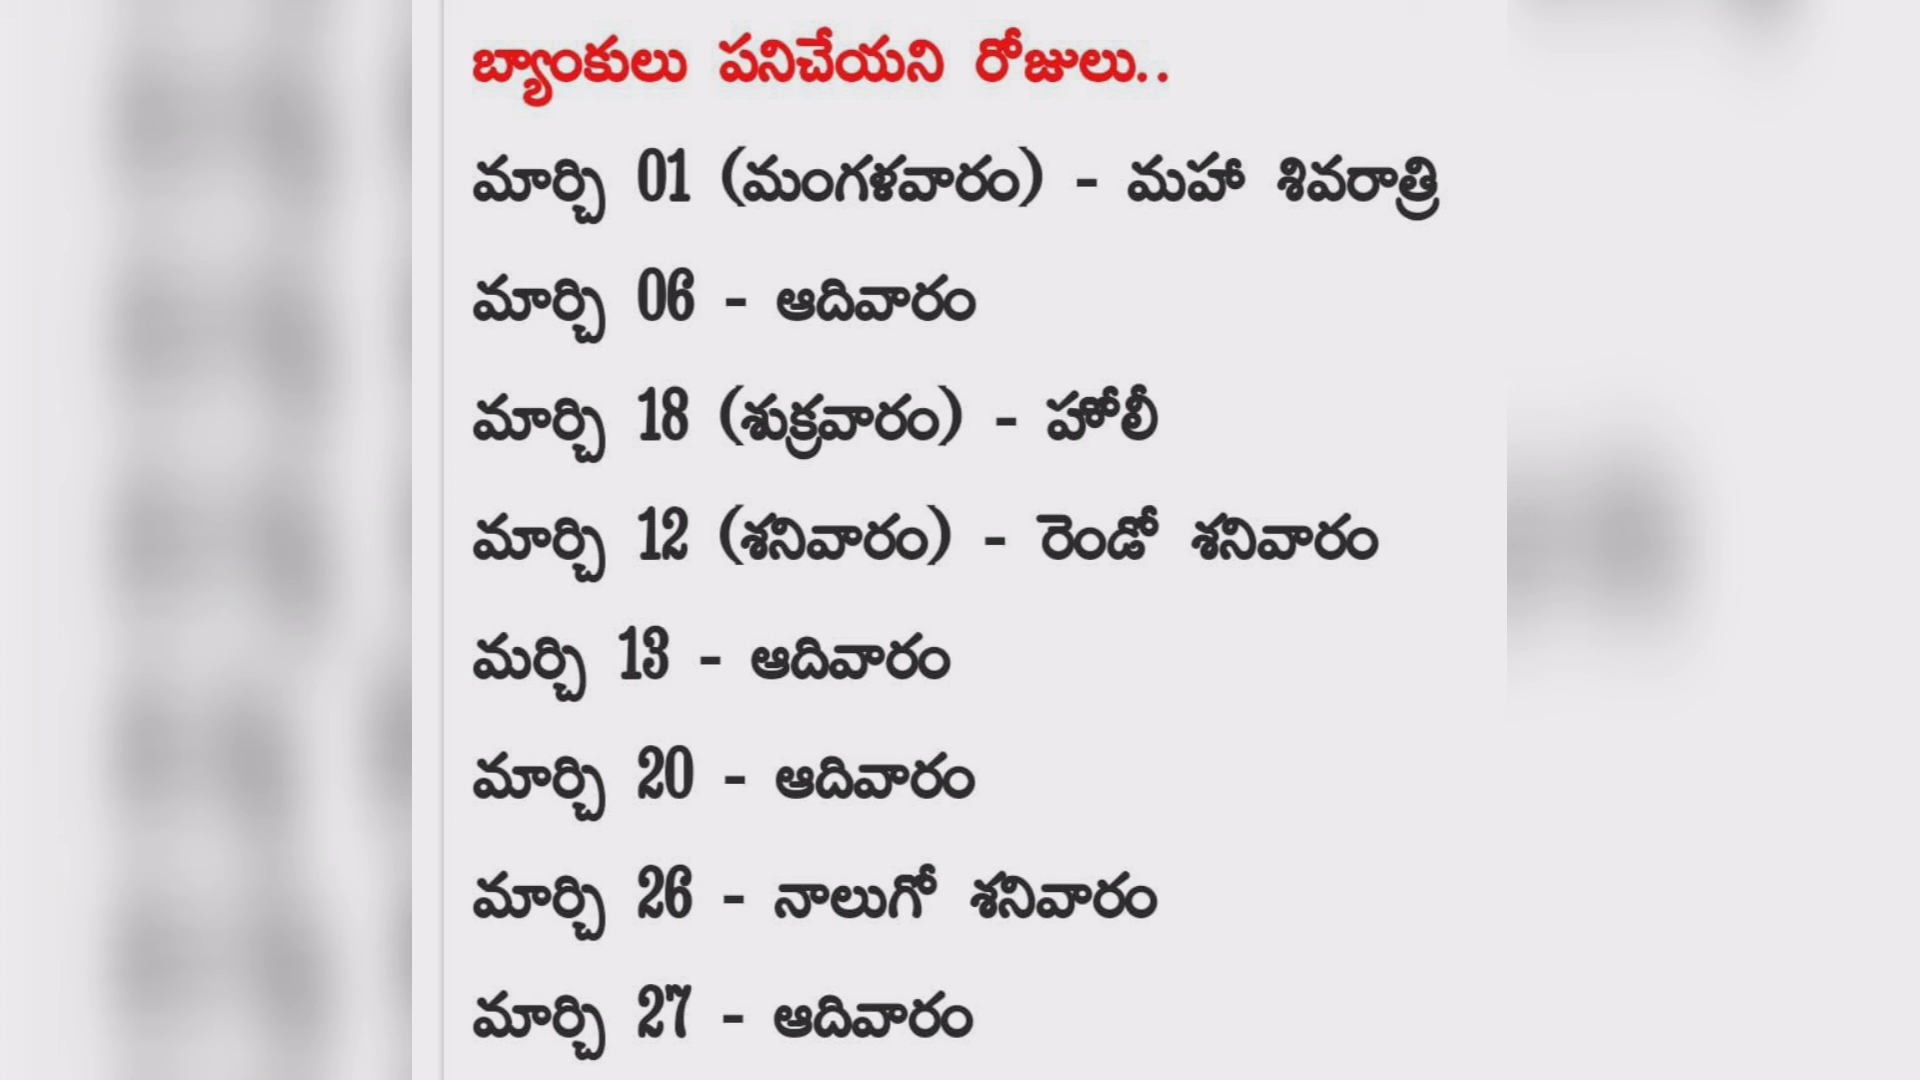 బ్యాంకులు పనిచేయని రోజులు..
మార్చి 01 (మంగళవారం) - మహా శివరాత్రి
మార్చి 06 - ఆదివారం
మార్చి 18 (శుక్రవారం) - హోలీ
మార్చి 12 (శనివారం) - రెండో శనివారం
మర్చి 13 - ఆదివారం
మార్చి 20 - ఆదివారం
మార్చి 26 - నాలుగో శనివారం
మార్చి 27 - ఆదివారం